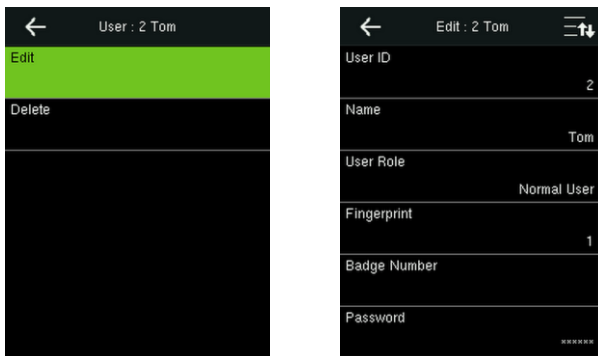 User : 2 Tom
Edit
Delete
Edit : 2 Tom
User ID
2
Name
Tom
User Role
Normal User
Fingerprint
1
Badge Number
Password
******